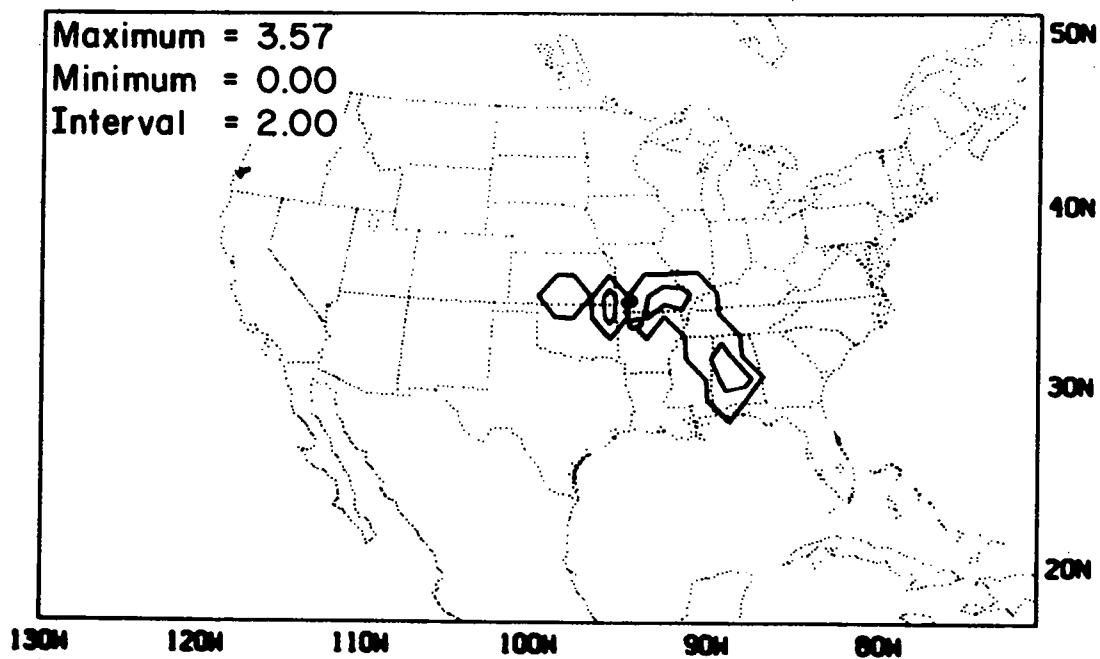 Maximum = 3.57
Minimum = 0.00
Interval = 2.00
50N
40N
30N
20N
130W
120W
110W
100W
90W
80W